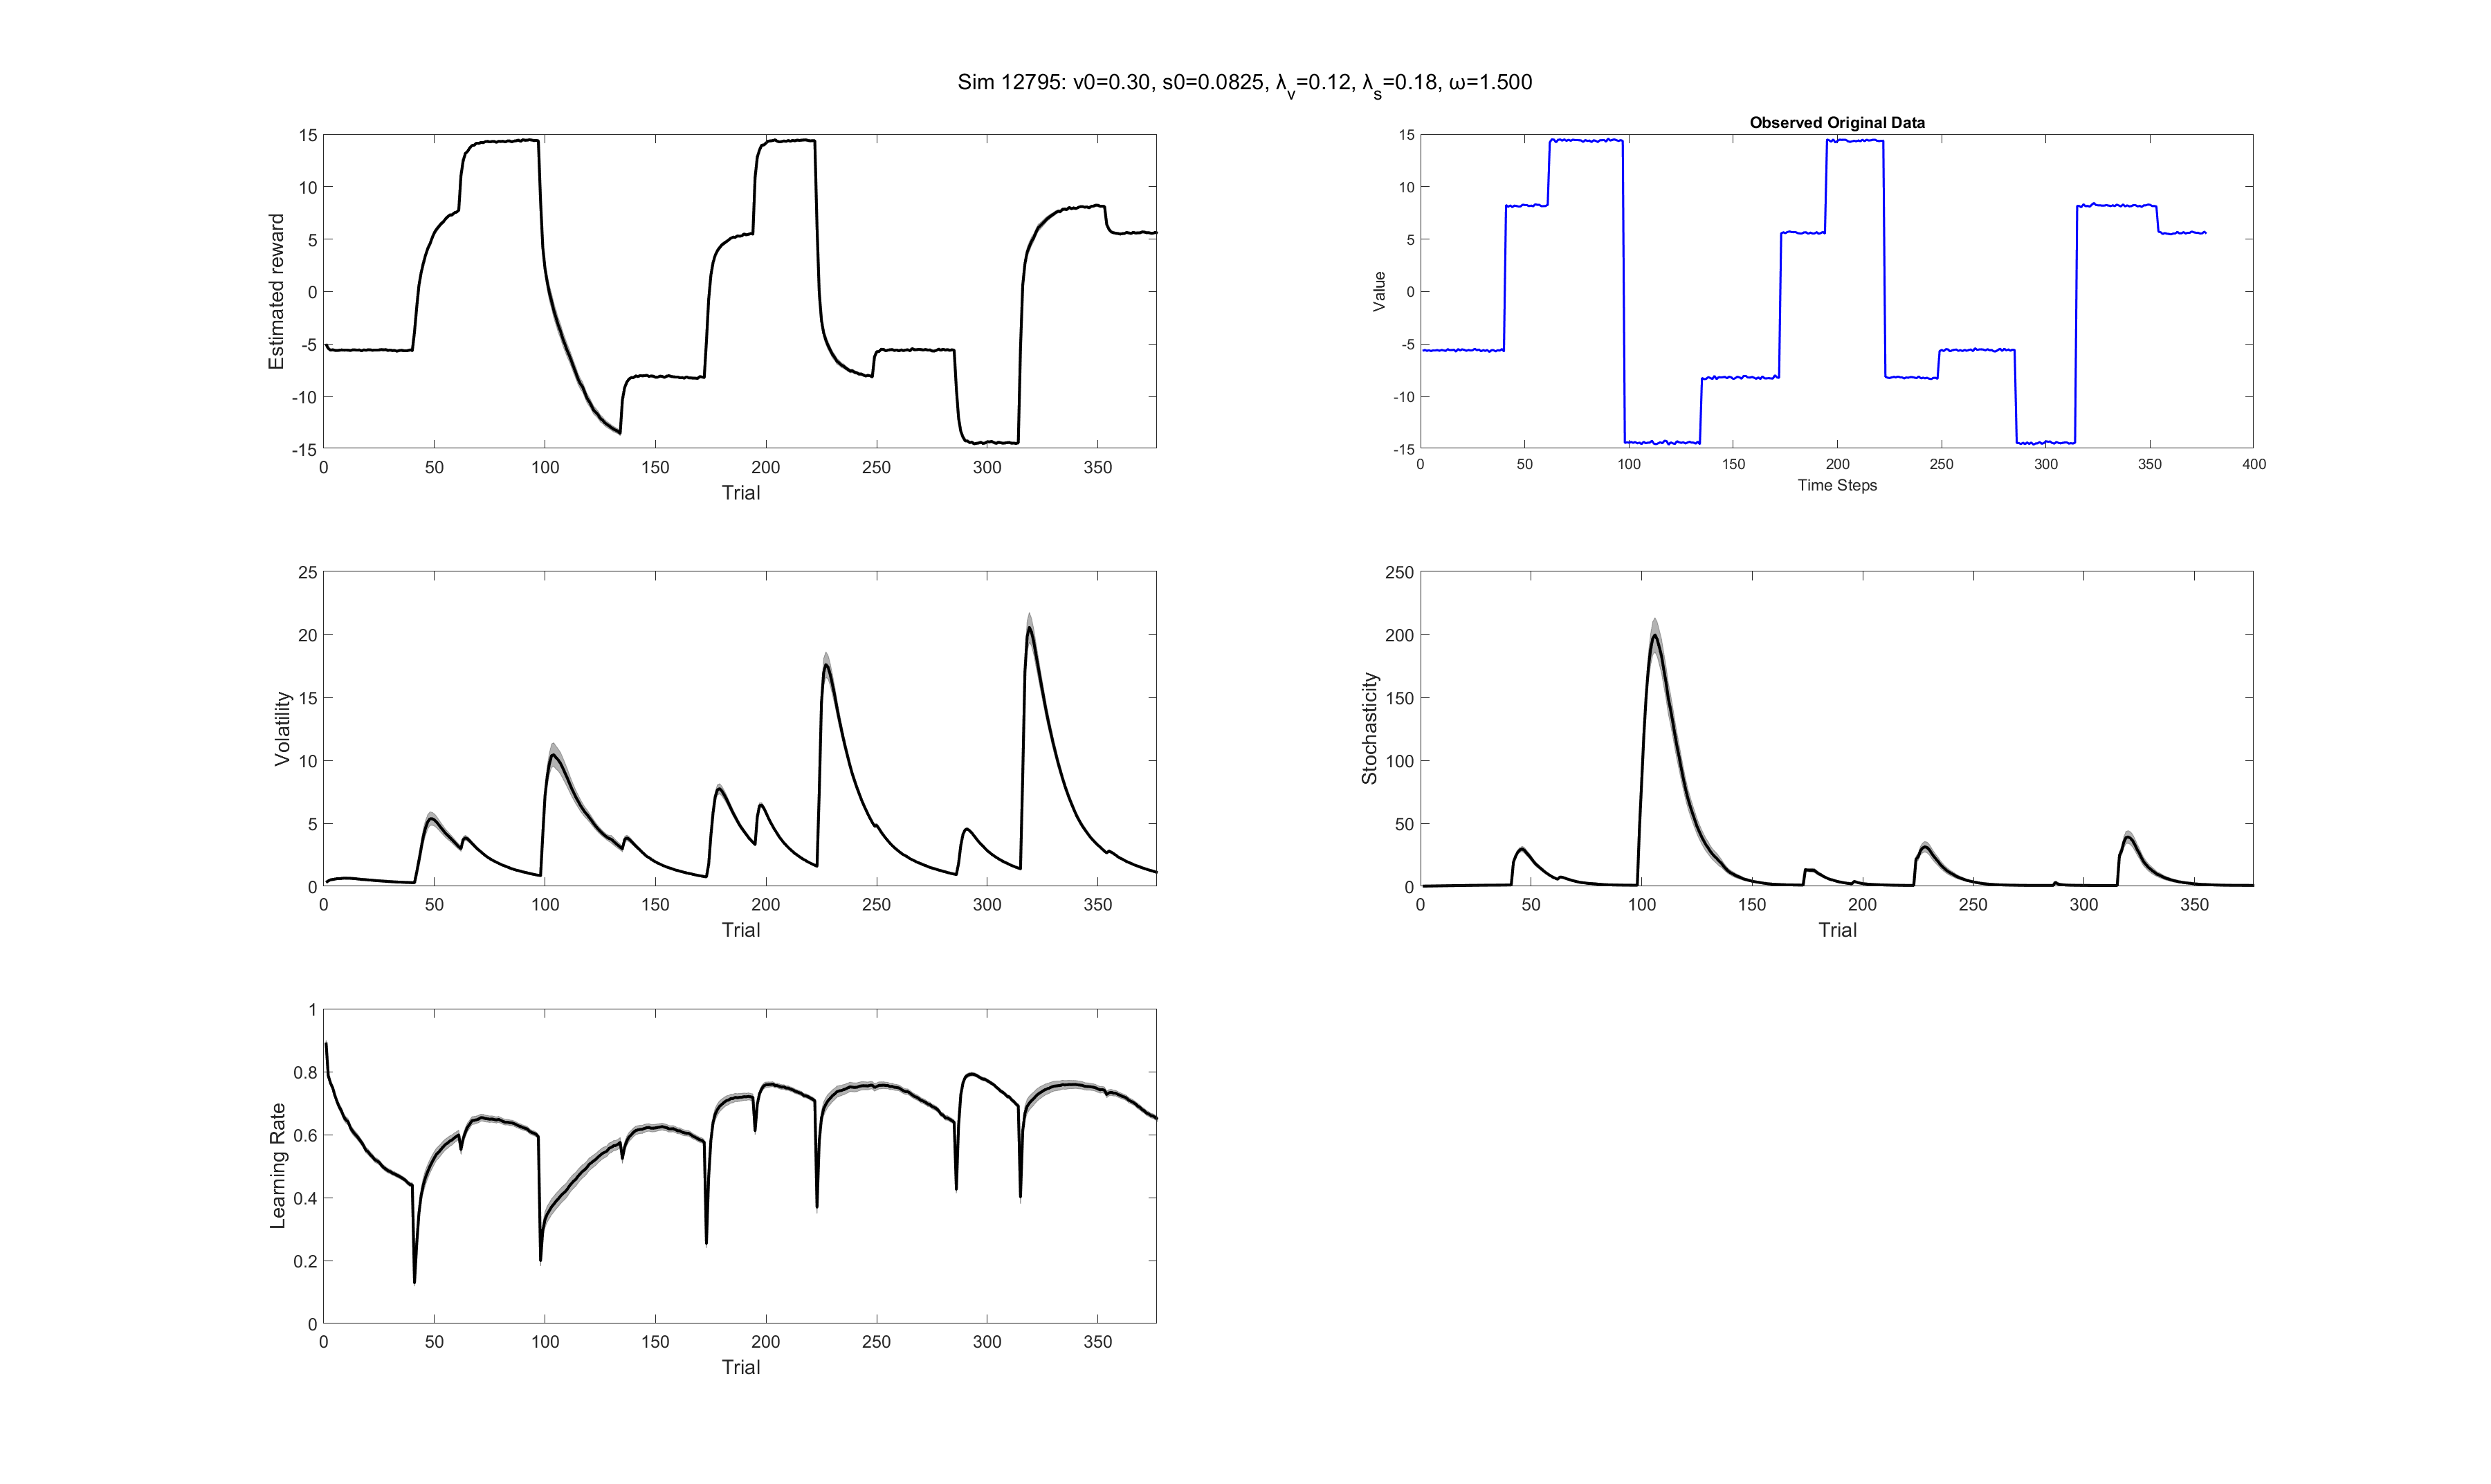 Sim 12795: v0=0.30, s0=0.0825, λv=0.12, λs=0.18, ω=1.500
15
10
5
0
-5
-10
-15
Estimated reward
0 50 100 150 200 250 300 350
Trial
Observed Original Data
15
10
5
0
-5
-10
-15
Value
0 50 100 150 200 250 300 350 400
Time Steps
25
20
15
10
5
0
Volatility
0 50 100 150 200 250 300 350
Trial
250
200
150
100
50
0
Stochasticity
0 50 100 150 200 250 300 350
Trial
1
0.8
0.6
0.4
0.2
0
Learning Rate
0 50 100 150 200 250 300 350
Trial